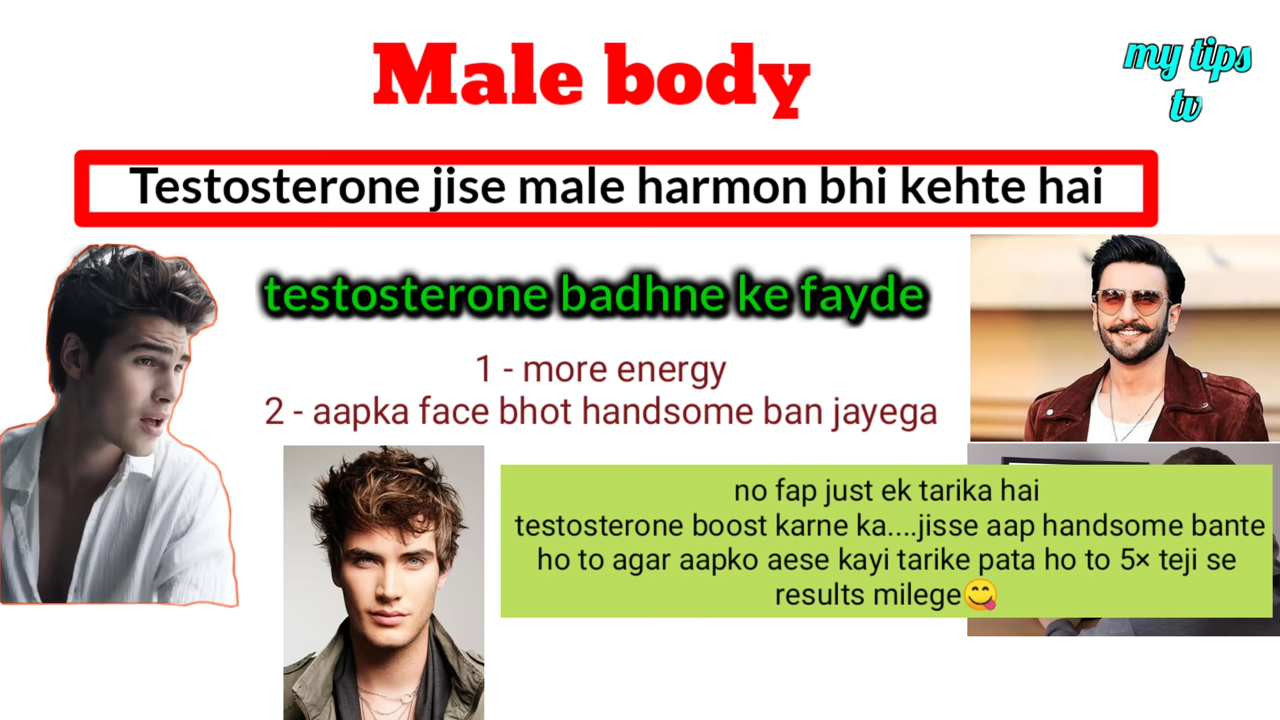 Male body
my tips
tv
Testosterone jise male harmon bhi kehte hai
testosterone badhne ke fayde
1 - more energy
2 - aapka face bhot handsome ban jayega
no fap just ek tarika hai
testosterone boost karne ka....jisse aap handsome bante
ho to agar aapko aese kayi tarike pata ho to 5× teji se
results milege😋